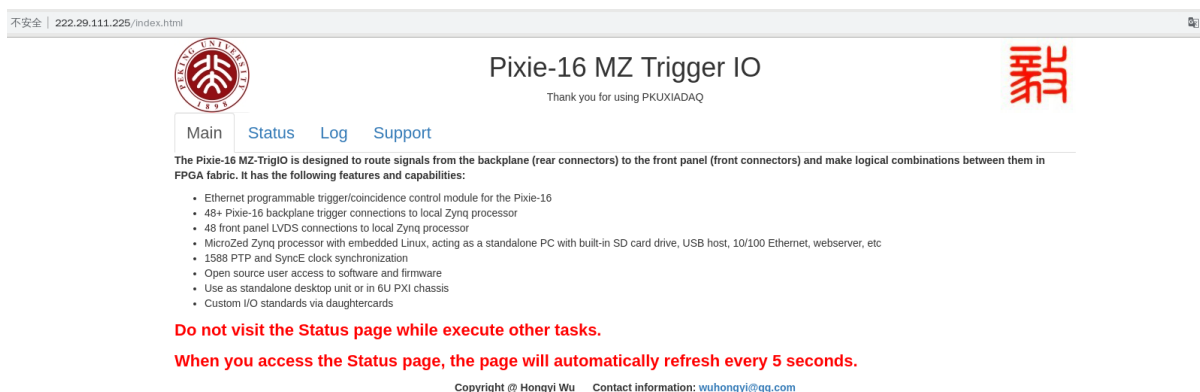 不安全 | 222.29.111.225/index.html
PEKING UNIVERSITY
1898
Pixie-16 MZ Trigger IO
Thank you for using PKUXIADAQ
Main Status Log Support
The Pixie-16 MZ-TrigIO is designed to route signals from the backplane (rear connectors) to the front panel (front connectors) and make logical combinations between them in
FPGA fabric. It has the following features and capabilities:
• Ethernet programmable trigger/coincidence control module for the Pixie-16
• 48+ Pixie-16 backplane trigger connections to local Zynq processor
• 48 front panel LVDS connections to local Zynq processor
• MicroZed Zynq processor with embedded Linux, acting as a standalone PC with built-in SD card drive, USB host, 10/100 Ethernet, webserver, etc
• 1588 PTP and SyncE clock synchronization
• Open source user access to software and firmware
• Use as standalone desktop unit or in 6U PXI chassis
• Custom I/O standards via daughtercards
Do not visit the Status page while execute other tasks.
When you access the Status page, the page will automatically refresh every 5 seconds.
Copyright @ Hongyi Wu Contact information: wuhongyi@qq.com